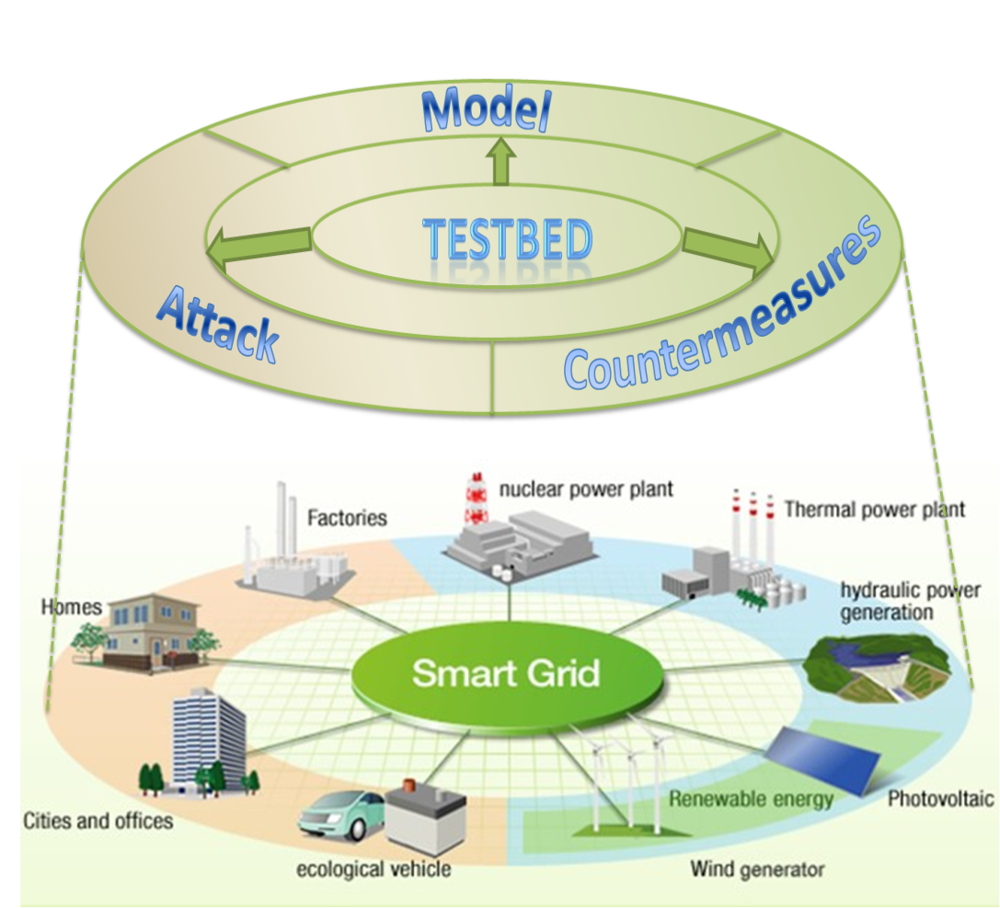 Model
TESTBED
Attack
Countermeasures
nuclear power plant
Factories
Thermal power plant
hydraulic power
generation
Homes
Smart Grid
Renewable energy
Photovoltaic
Cities and offices
ecological vehicle
Wind generator